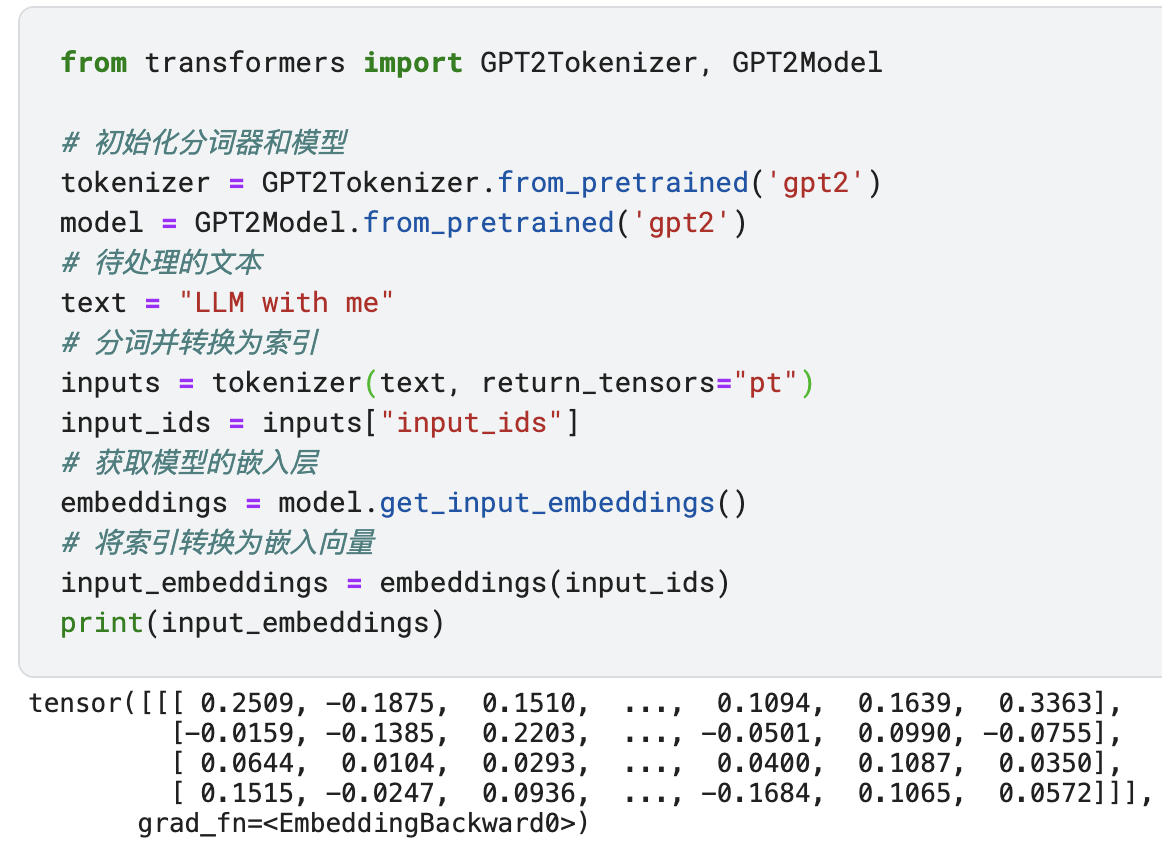 from transformers import GPT2Tokenizer, GPT2Model
# 初始化分词器和模型
tokenizer = GPT2Tokenizer.from_pretrained('gpt2')
model = GPT2Model.from_pretrained('gpt2')
# 待处理的文本
text = "LLM with me"
# 分词并转换为索引
inputs = tokenizer(text, return_tensors="pt")
input_ids = inputs["input_ids"]
# 获取模型的嵌入层
embeddings = model.get_input_embeddings()
# 将索引转换为嵌入向量
input_embeddings = embeddings(input_ids)
print(input_embeddings)
tensor([[[ 0.2509, -0.1875,  0.1510,  ...,  0.1094,  0.1639,  0.3363],
         [-0.0159, -0.1385,  0.2203,  ..., -0.0501,  0.0990, -0.0755],
         [ 0.0644,  0.0104,  0.0293,  ...,  0.0400,  0.1087,  0.0350],
         [ 0.1515, -0.0247,  0.0936,  ..., -0.1684,  0.1065,  0.0572]]],
       grad_fn=<EmbeddingBackward0>)